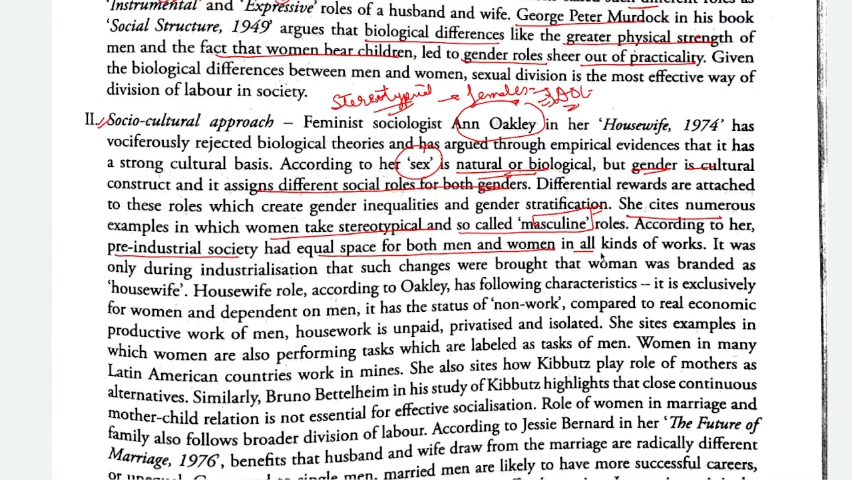 'Instrumental' and 'Expressive' roles of a husband and wife. George Peter Murdock in his book
'Social Structure, 1949' argues that biological differences like the greater physical strength of
men and the fact that women bear children, led to gender roles sheer out of practicality. Given
the biological differences between men and women, sexual division is the most effective way of
division of labour in society.
Stereotypical → females → DOL
II. Socio-cultural approach – Feminist sociologist Ann Oakley in her 'Housewife, 1974' has
vociferously rejected biological theories and has argued through empirical evidences that it has
a strong cultural basis. According to her 'sex' is natural or biological, but gender is cultural
construct and it assigns different social roles for both genders. Differential rewards are attached
to these roles which create gender inequalities and gender stratification. She cites numerous
examples in which women take stereotypical and so called 'masculine' roles. According to her,
pre-industrial society had equal space for both men and women in all kinds of works. It was
only during industrialisation that such changes were brought that woman was branded as
'housewife'. Housewife role, according to Oakley, has following characteristics – it is exclusively
for women and dependent on men, it has the status of 'non-work', compared to real economic
productive work of men, housework is unpaid, privatised and isolated. She sites examples in
which women are also performing tasks which are labeled as tasks of men. Women in many
Latin American countries work in mines. She also sites how Kibbutz play role of mothers as
alternatives. Similarly, Bruno Bettelheim in his study of Kibbutz highlights that close continuous
mother-child relation is not essential for effective socialisation. Role of women in marriage and
family also follows broader division of labour. According to Jessie Bernard in her 'The Future of
Marriage, 1976', benefits that husband and wife draw from the marriage are radically different
single men, married men are likely to have more successful careers,